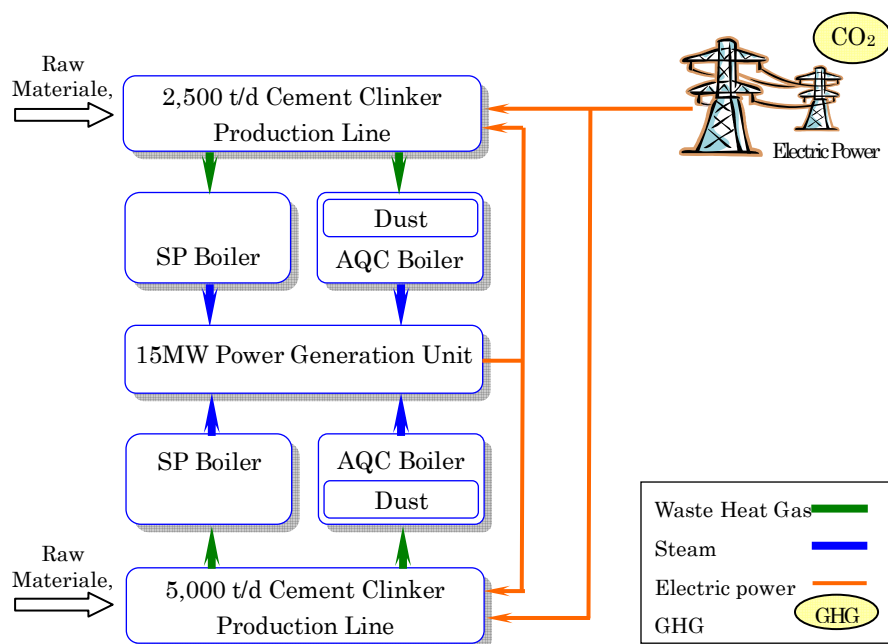 CO₂
Raw
Materiale,
2,500 t/d Cement Clinker
Production Line
Electric Power
Dust
SP Boiler
AQC Boiler
15MW Power Generation Unit
SP Boiler
AQC Boiler
Dust
Raw
Materiale,
5,000 t/d Cement Clinker
Production Line
Waste Heat Gas
Steam
Electric power
GHG
GHG